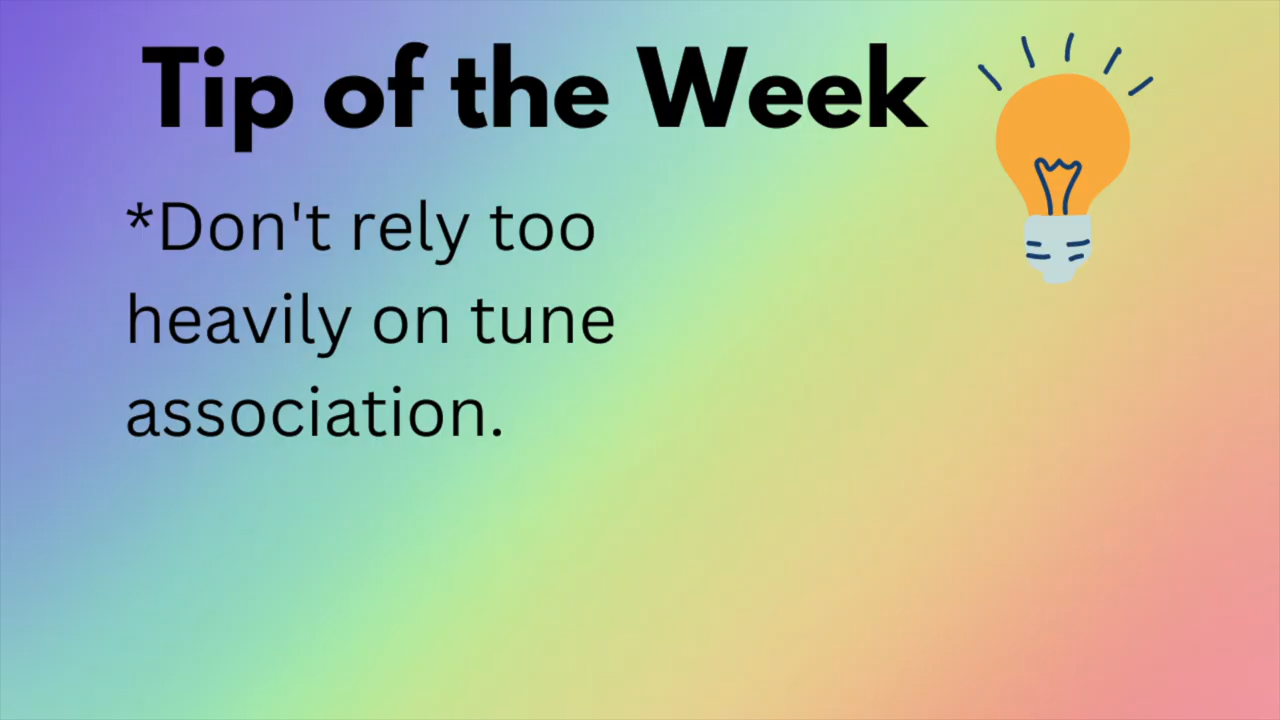 Tip of the Week
*Don't rely too
heavily on tune
association.